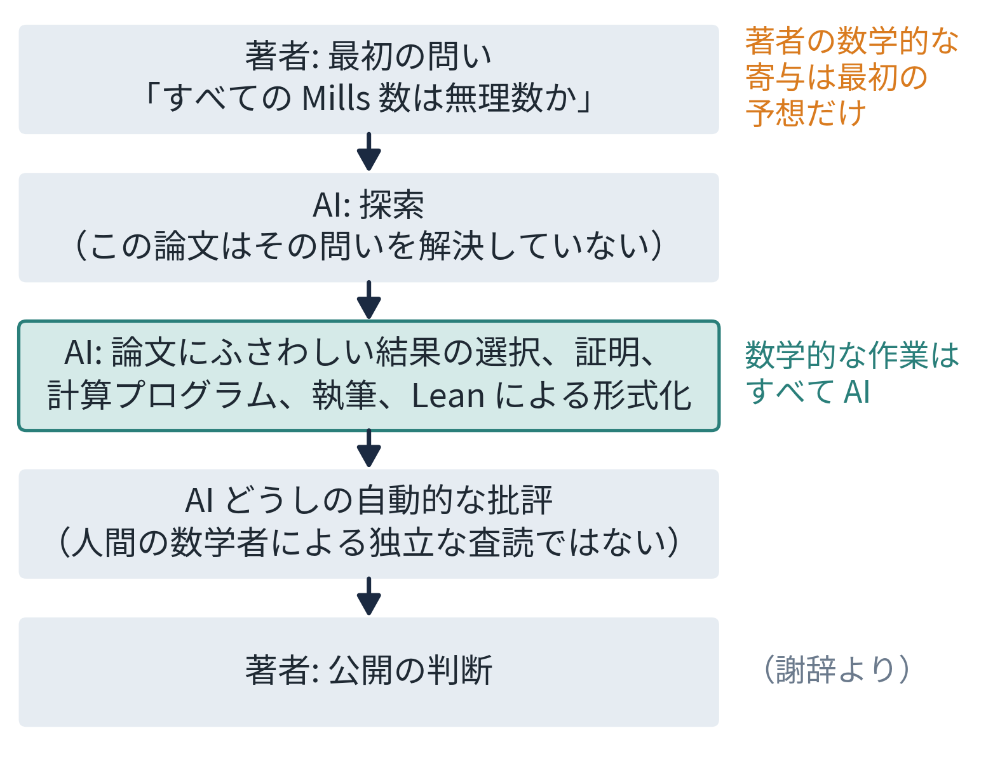 著者: 最初の問い
「すべての Mills 数は無理数か」
著者の数学的な
寄与は最初の
予想だけ
AI: 探索
（この論文はその問いを解決していない）
AI: 論文にふさわしい結果の選択、証明、
計算プログラム、執筆、Lean による形式化
数学的な作業は
すべて AI
AI どうしの自動的な批評
（人間の数学者による独立な査読ではない）
著者: 公開の判断
（謝辞より）